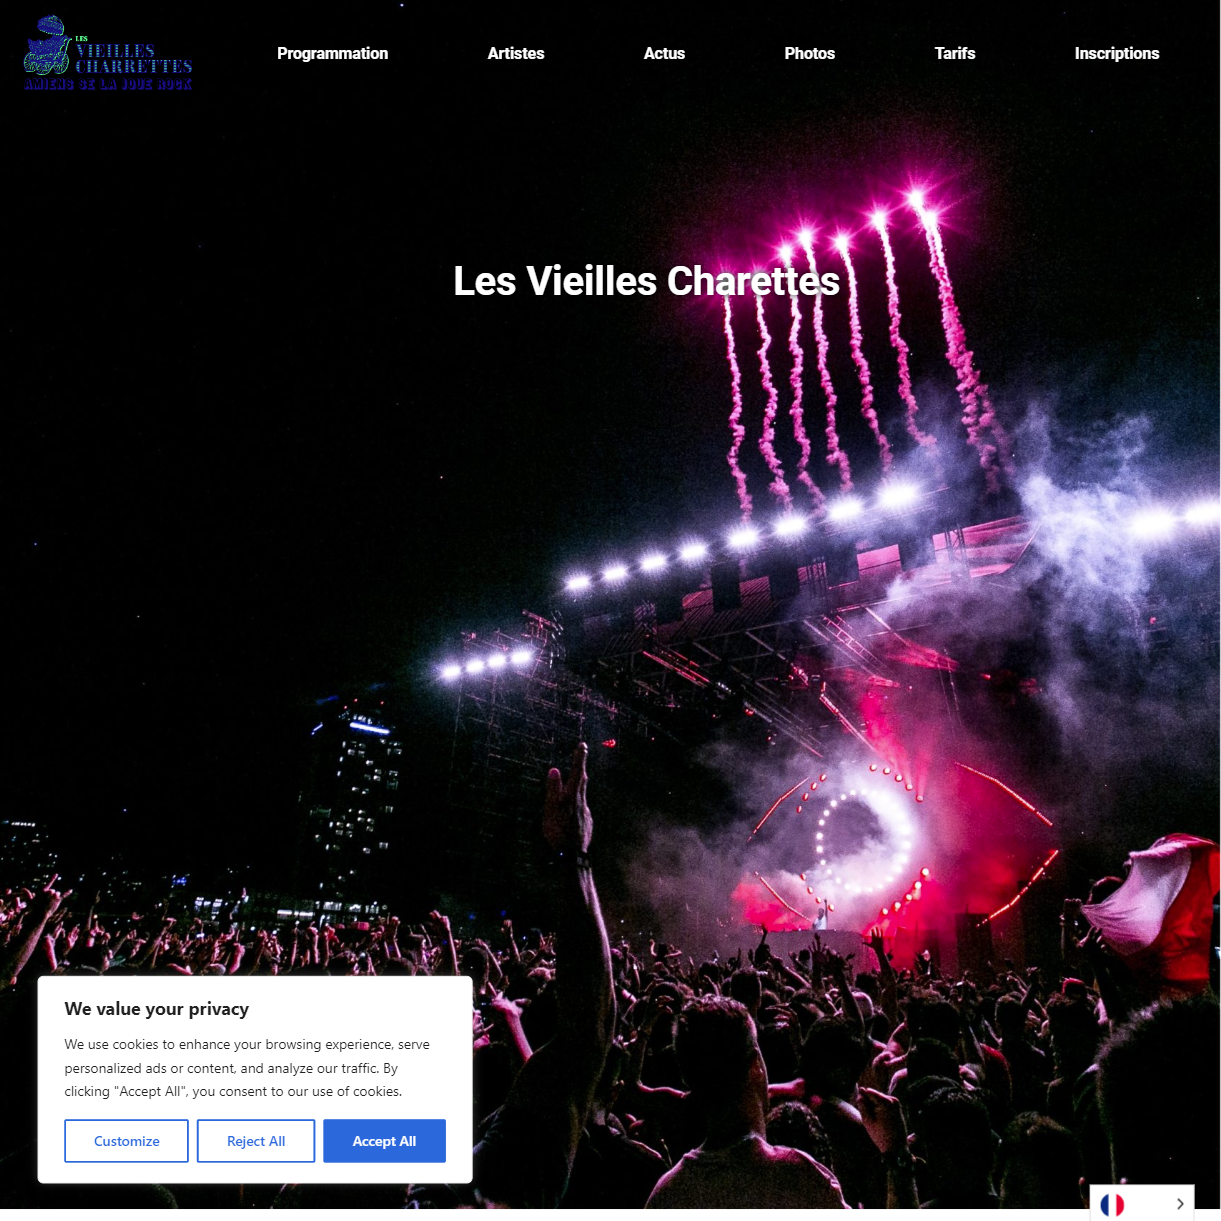 LES
VIEILLES
CHARRETTES
AMIENS SE LA JOUE ROCK
Programmation
Artistes
Actus
Photos
Tarifs
Inscriptions
Les Vieilles Charettes
We value your privacy
We use cookies to enhance your browsing experience, serve
personalized ads or content, and analyze our traffic. By
clicking "Accept All", you consent to our use of cookies.
Customize
Reject All
Accept All